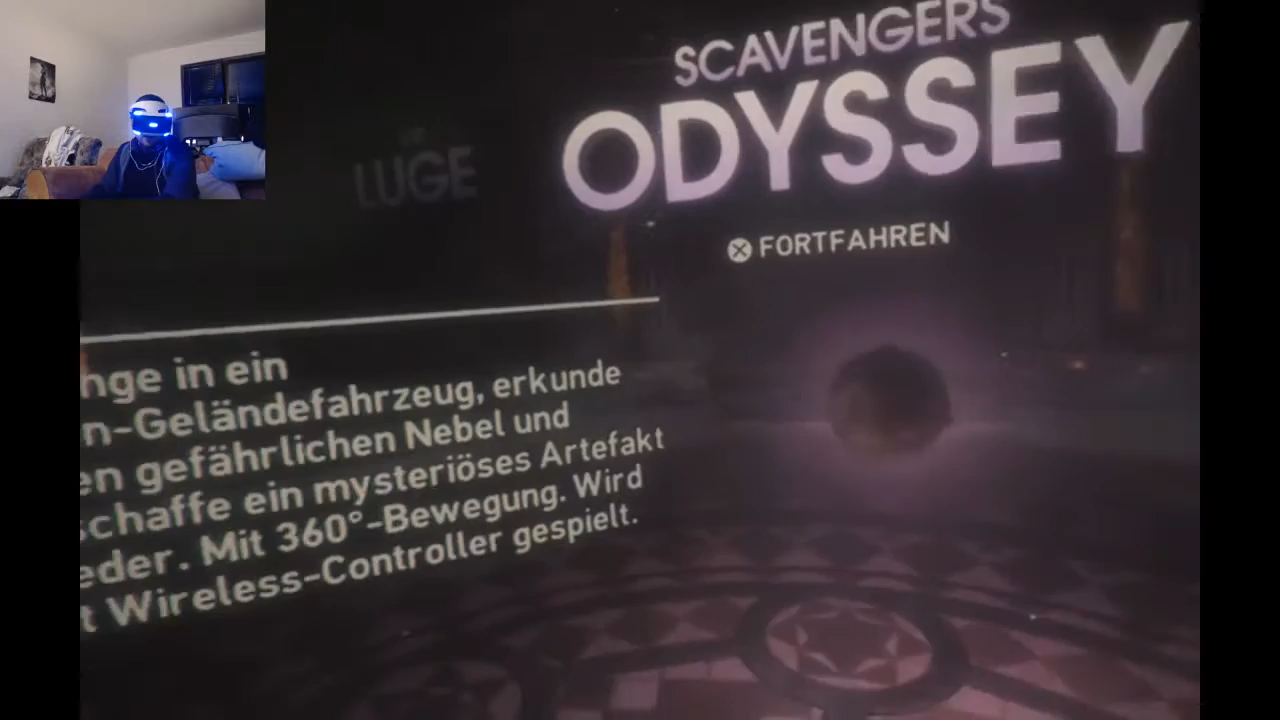 SCAVENGERS
ODYSSEY
LUGE
FORTFAHREN
nge in ein
n-Geländefahrzeug, erkunde
en gefährlichen Nebel und
schaffe ein mysteriöses Artefakt
eder. Mit 360°-Bewegung. Wird
t Wireless-Controller gespielt.